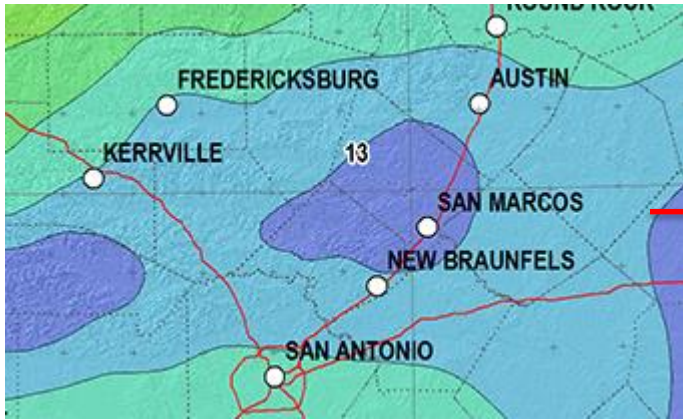 ROUND ROCK
FREDERICKSBURG
AUSTIN
13
KERRVILLE
SAN MARCOS
NEW BRAUNFELS
SAN ANTONIO